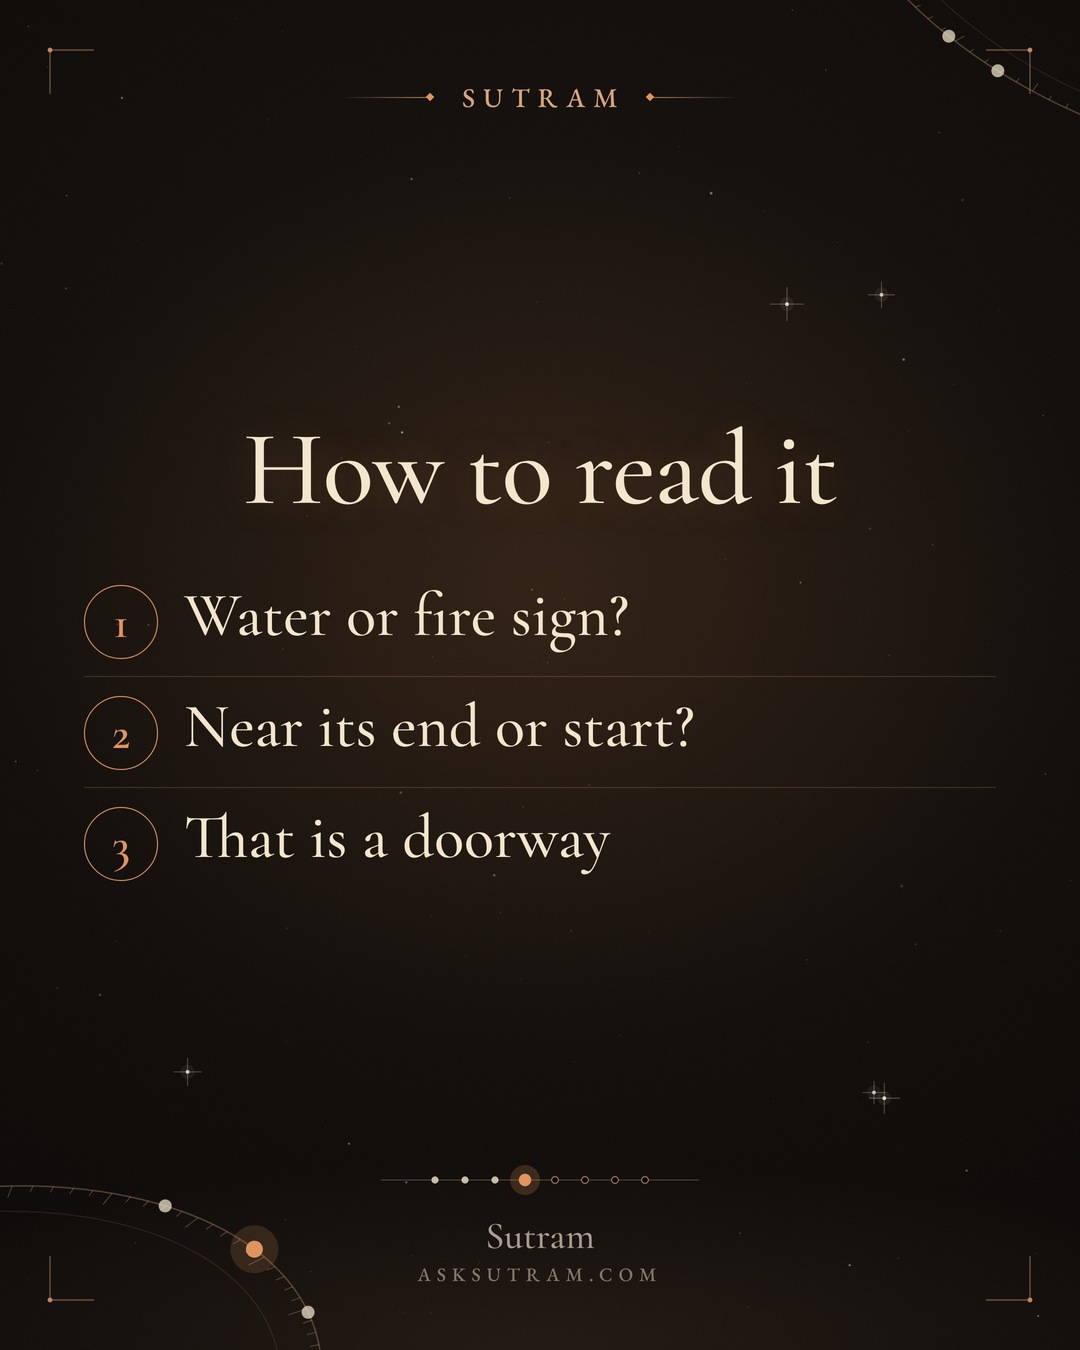 SUTRAM
How to read it
1 Water or fire sign?
2 Near its end or start?
3 That is a doorway
Sutram
ASKSUTRAM.COM